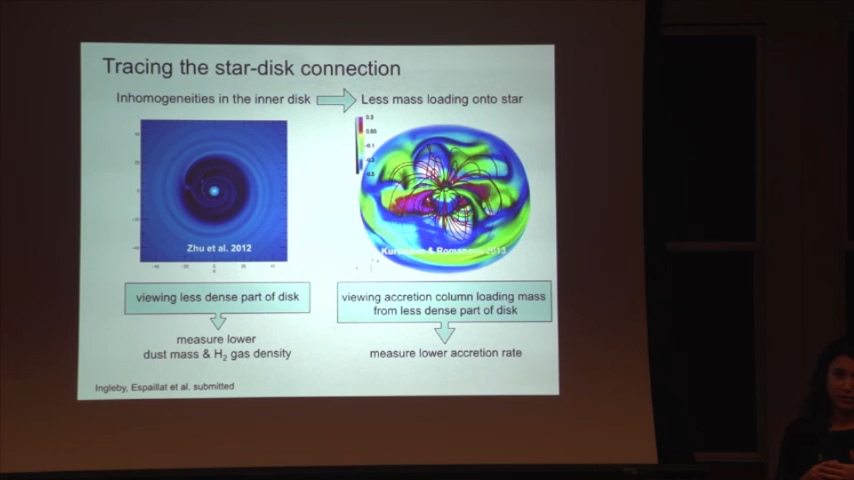 Tracing the star-disk connection
Inhomogeneities in the inner disk
Less mass loading onto star
Zhu et al. 2012
viewing less dense part of disk
viewing accretion column loading mass
from less dense part of disk
measure lower
dust mass & H₂ gas density
measure lower accretion rate
Ingleby, Espaillat et al. submitted